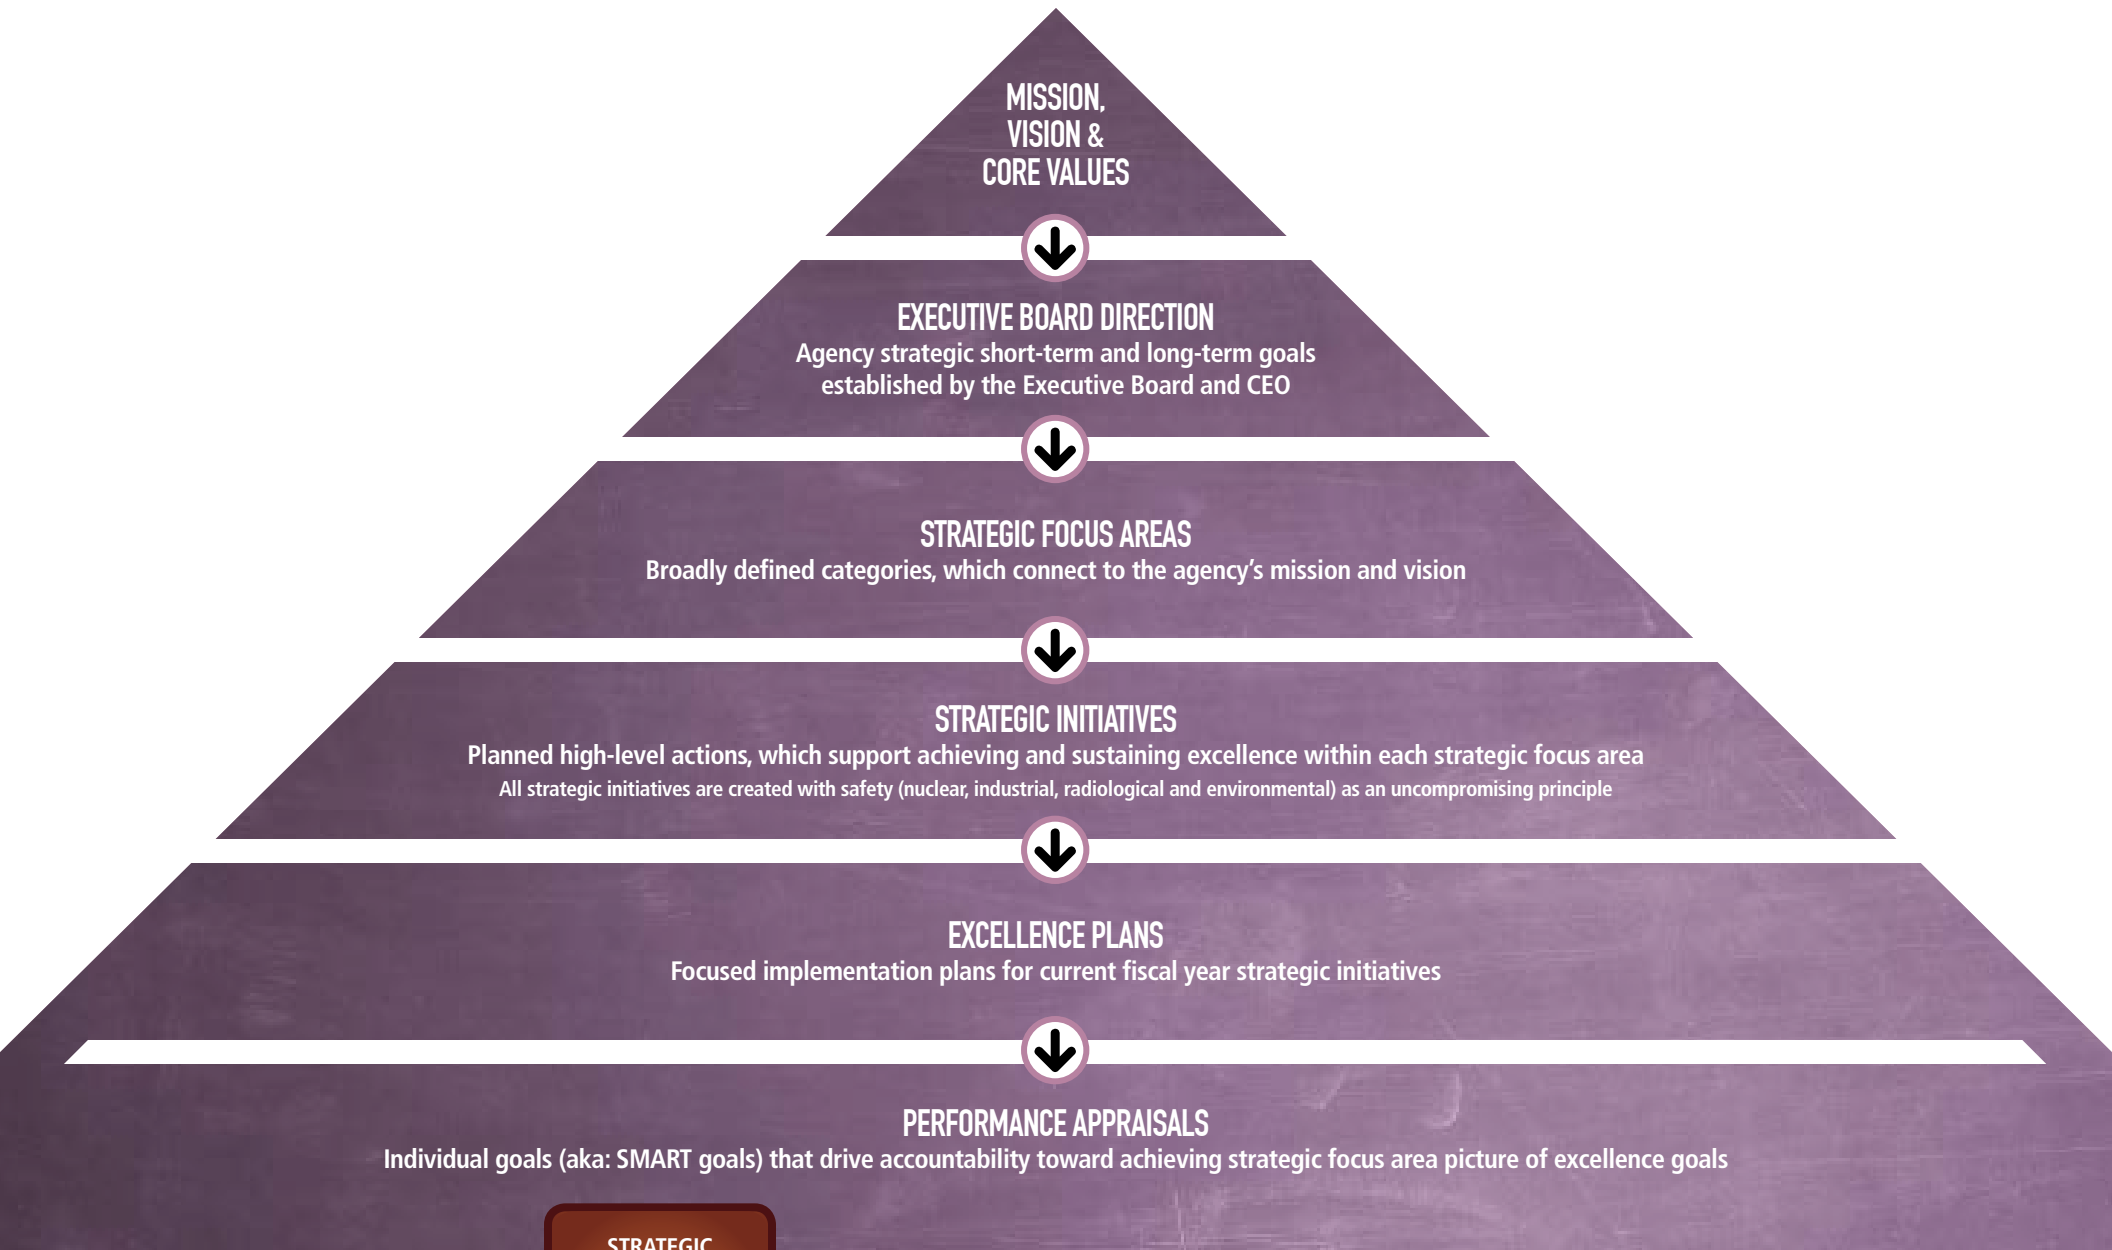 MISSION,
VISION &
CORE VALUES
EXECUTIVE BOARD DIRECTION
Agency strategic short-term and long-term goals
established by the Executive Board and CEO
STRATEGIC FOCUS AREAS
Broadly defined categories, which connect to the agency's mission and vision
STRATEGIC INITIATIVES
Planned high-level actions, which support achieving and sustaining excellence within each strategic focus area
All strategic initiatives are created with safety (nuclear, industrial, radiological and environmental) as an uncompromising principle
EXCELLENCE PLANS
Focused implementation plans for current fiscal year strategic initiatives
PERFORMANCE APPRAISALS
Individual goals (aka: SMART goals) that drive accountability toward achieving strategic focus area picture of excellence goals
STRATEGIC